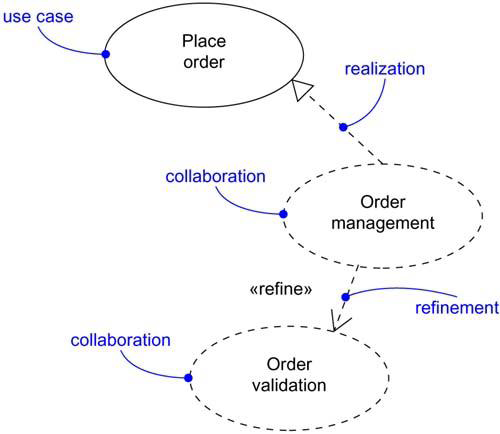 use case
Place
order
realization
collaboration
Order
management
«refine»
refinement
collaboration
Order
validation